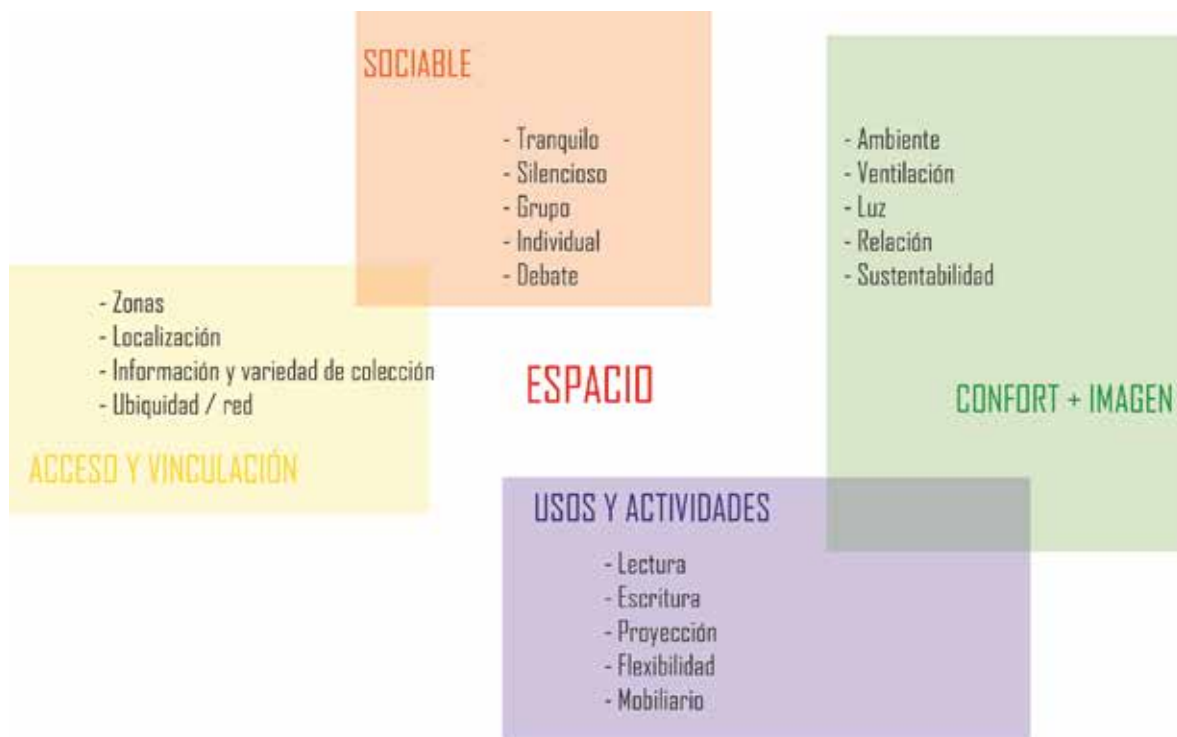 SOCIABLE
- Tranquilo
- Silencioso
- Grupo
- Individual
- Debate
- Ambiente
- Ventilación
- Luz
- Relación
- Sustentabilidad
CONFORT + IMAGEN
- Zonas
- Localización
- Información y variedad de colección
- Ubiquidad / red
ACCESO Y VINCULACIÓN
ESPACIO
USOS Y ACTIVIDADES
- Lectura
- Escritura
- Proyección
- Flexibilidad
- Mobiliario